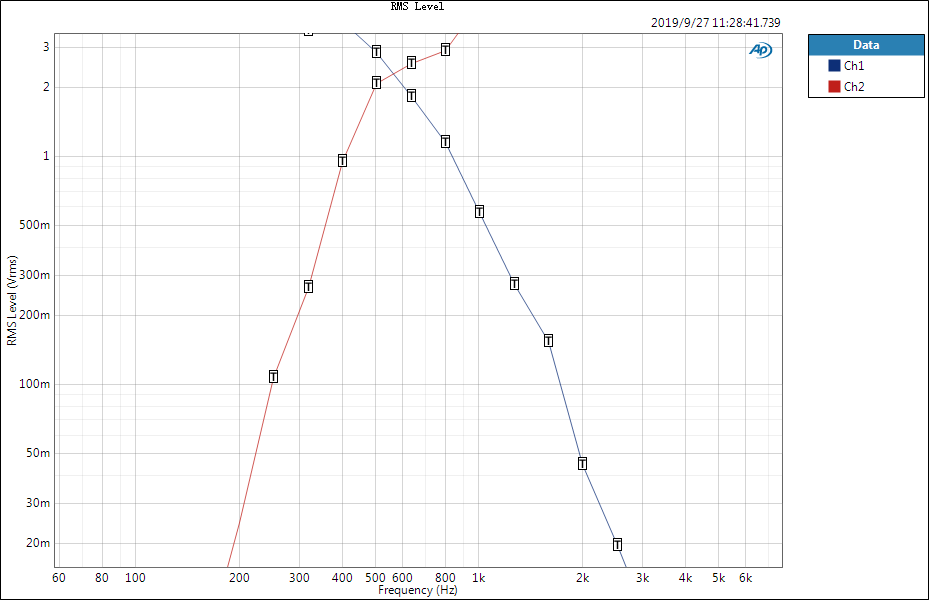 RMS Level
2019/9/27 11:28:41.739
AP
Data
Ch1
Ch2
3
2
1
500m
300m
200m
100m
50m
30m
20m
RMS Level (Vrms)
T T T T T T T T T T T T T T
60 80 100 200 300 400 500 600 800 1k 2k 3k 4k 5k 6k
Frequency (Hz)